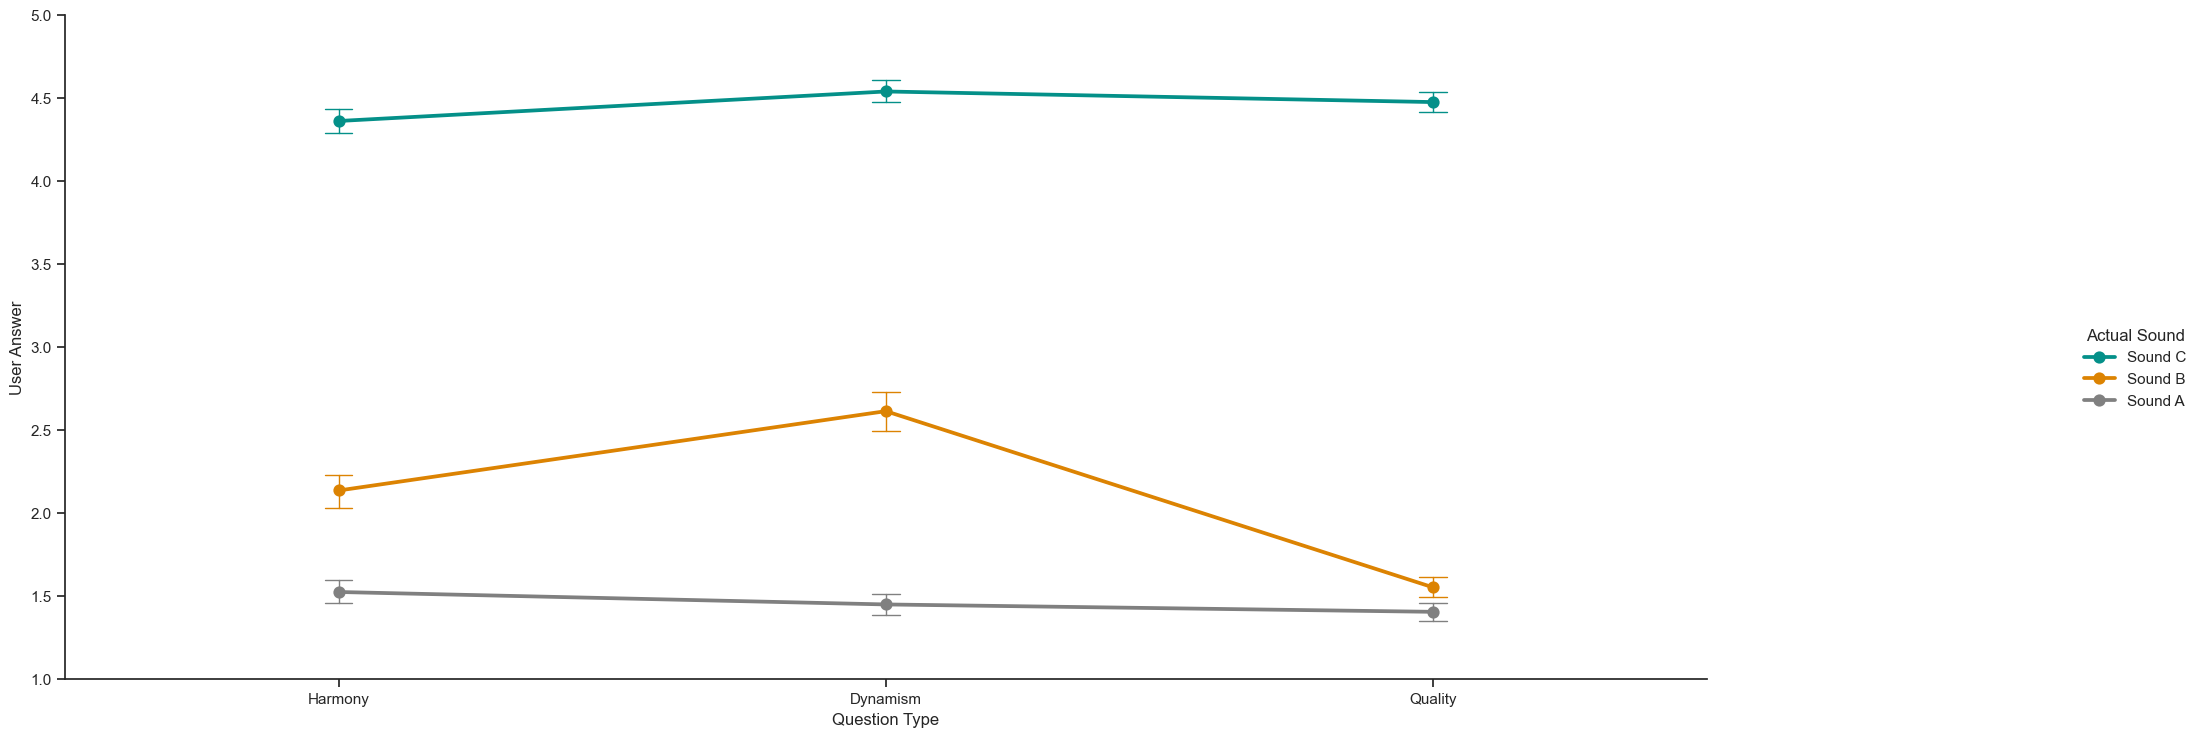 5.0
4.5
4.0
3.5
3.0
2.5
2.0
1.5
1.0
User Answer
Harmony
Dynamism
Quality
Question Type
Actual Sound
Sound C
Sound B
Sound A